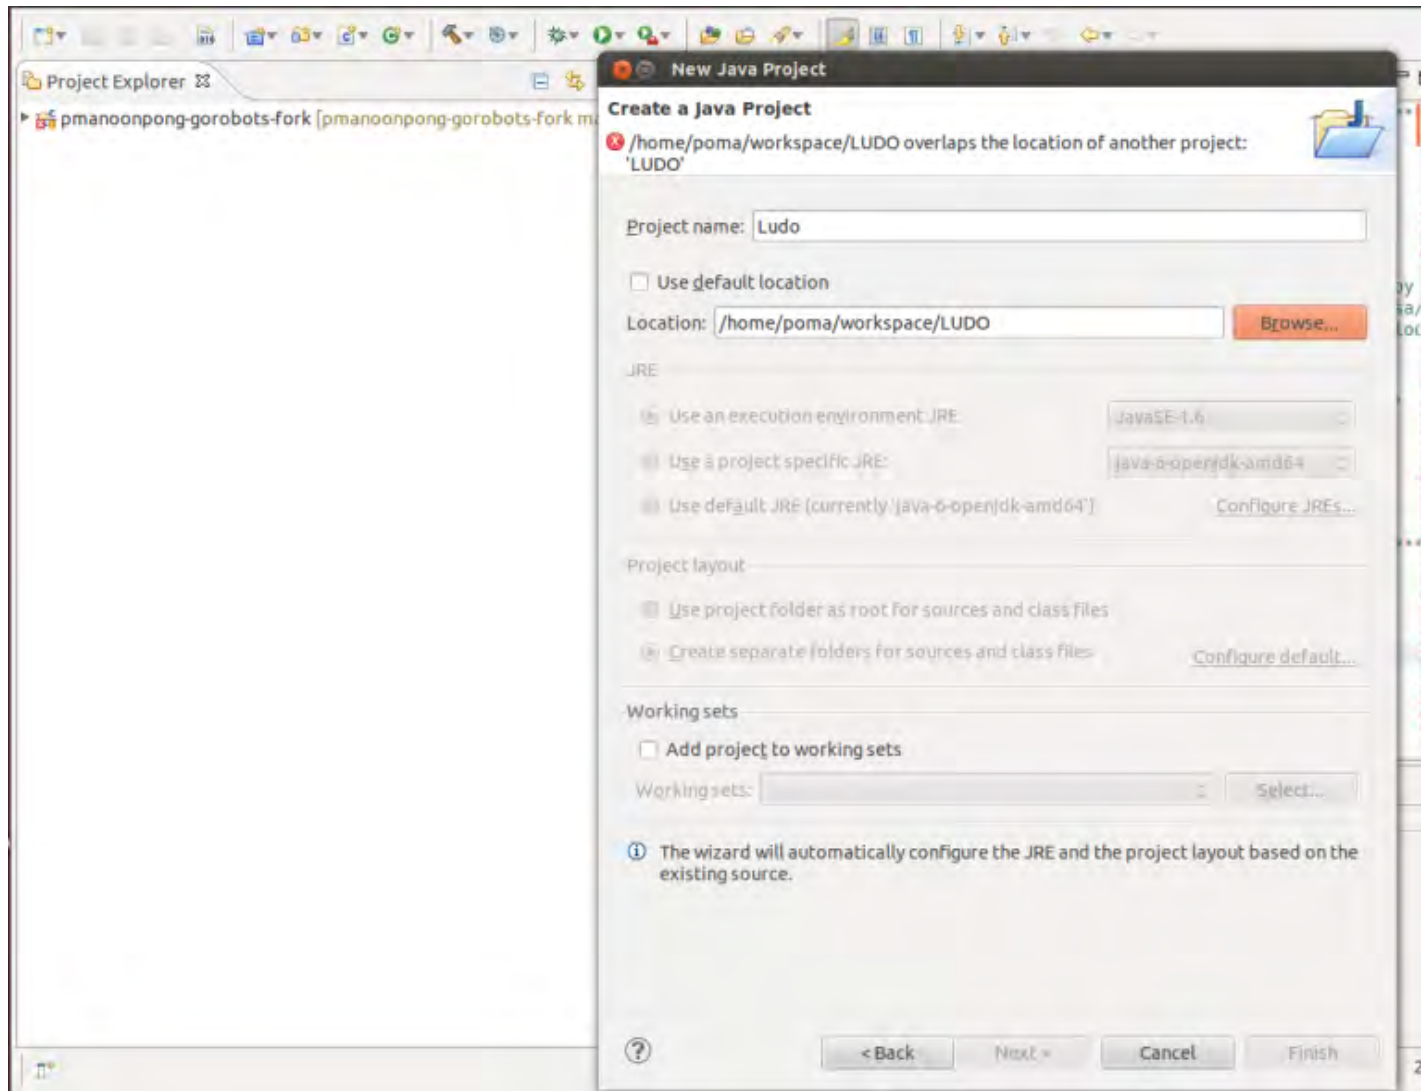 Project Explorer
pmanoonpong-gorobots-fork [pmanoonpong-gorobots-fork ma
New Java Project
Create a Java Project
/home/poma/workspace/LUDO overlaps the location of another project:
'LUDO'
Project name: Ludo
Use default location
Location: /home/poma/workspace/LUDO Browse...
JRE
Use an execution environment JRE: JavaSE-1.6
Use a project specific JRE: java-6-openjdk-amd64
Use default JRE (currently 'java-6-openjdk-amd64') Configure JREs...
Project layout
Use project folder as root for sources and class files
Create separate folders for sources and class files Configure default...
Working sets
Add project to working sets
Working sets: Select...
The wizard will automatically configure the JRE and the project layout based on the
existing source.
< Back Next > Cancel Finish